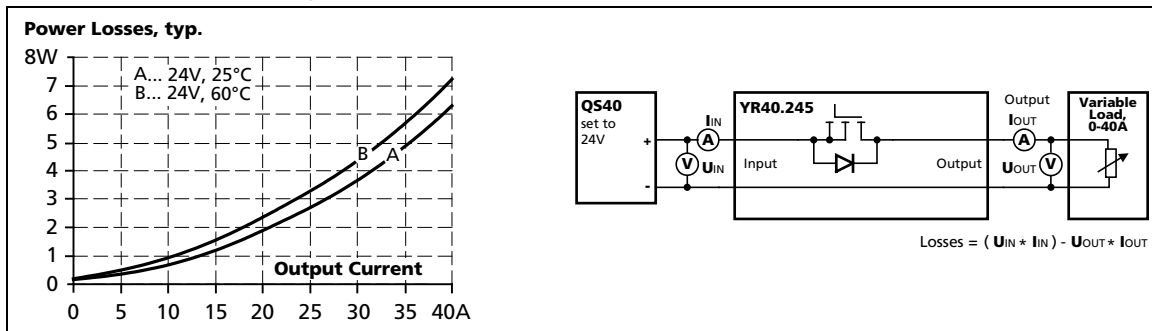 Power Losses, typ.
8W
7
6
5
4
3
2
1
0
A... 24V, 25°C
B... 24V, 60°C
B
A
Output Current
0 5 10 15 20 25 30 35 40A
QS40
set to
24V
+
-
IIN
A
V
UIN
YR40.245
Input
Output
Output
IOUT
A
UOUT
V
Variable
Load,
0-40A
Losses = ( UIN * IIN ) - UOUT * IOUT